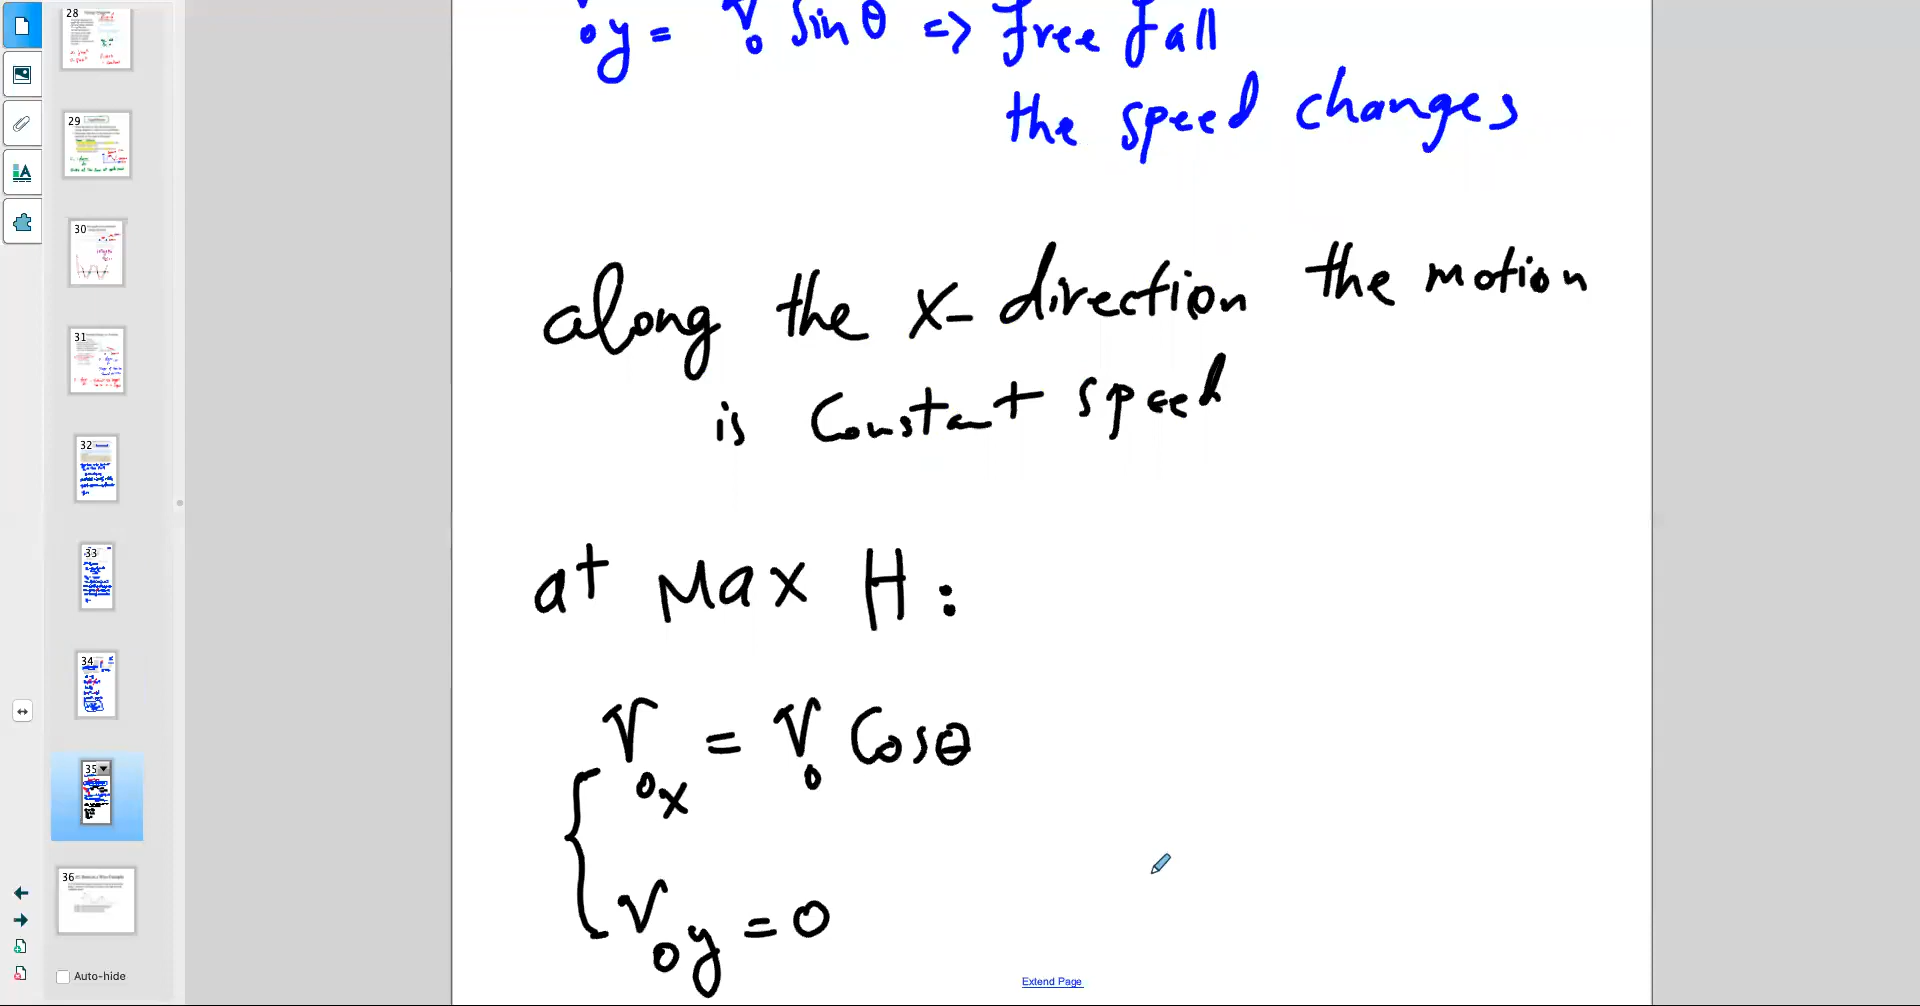 28
29
30
31
32
33
34
35
36
Auto-hide
V0y = V0 Sin θ => free fall
the speed changes
along the x-direction the motion
is Constant speed
at Max H:
V0x = V0 Cosθ
V0y = 0
Extend Page